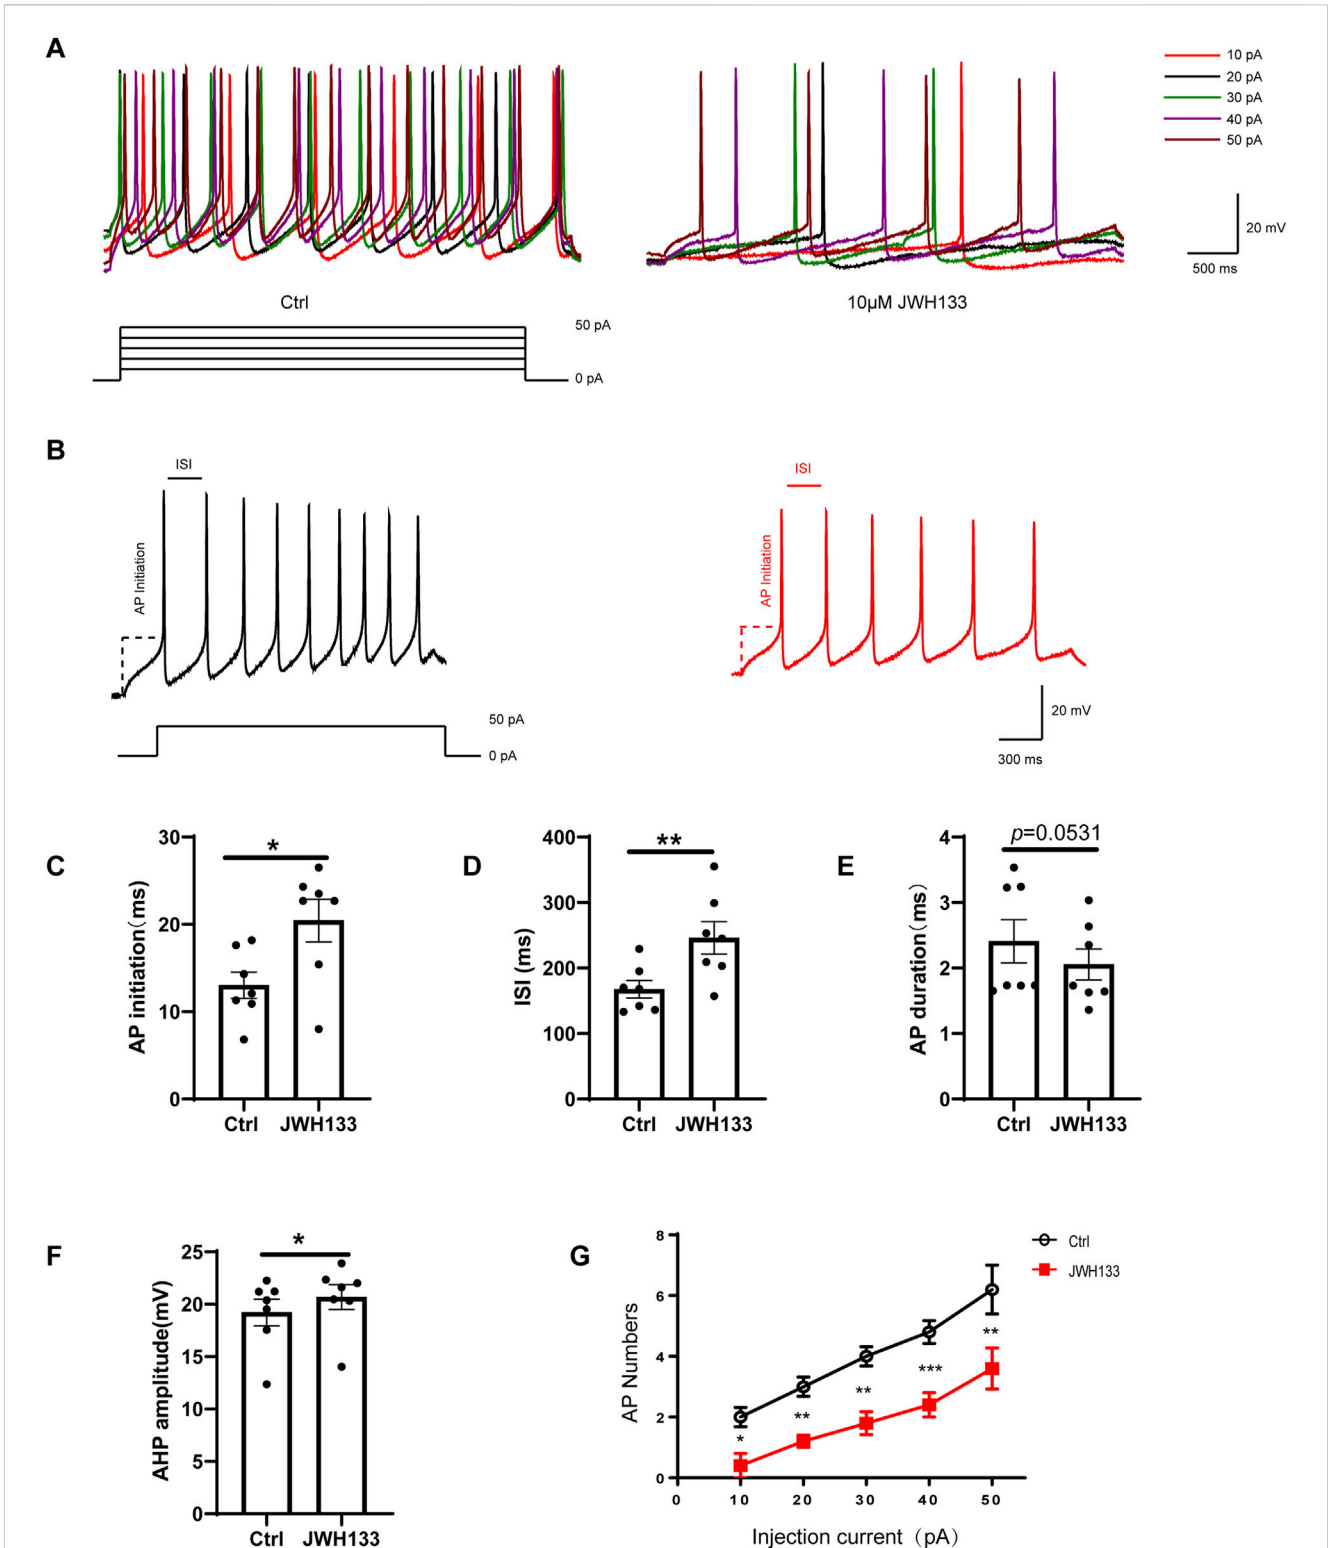 A
10 pA
20 pA
30 pA
40 pA
50 pA
20 mV
500 ms
Ctrl
10μM JWH133
50 pA
0 pA
B
ISI
AP Initiation
ISI
AP Initiation
50 pA
0 pA
20 mV
300 ms
C
AP initiation（ms）
30
20
10
0
*
Ctrl JWH133
D
ISI (ms)
400
300
200
100
0
**
Ctrl JWH133
E
AP duration（ms）
4
3
2
1
0
p=0.0531
Ctrl JWH133
F
AHP amplitude(mV)
25
20
15
10
5
0
*
Ctrl JWH133
G
AP Numbers
8
6
4
2
0
Ctrl
JWH133
*
**
**
***
**
0 10 20 30 40 50
Injection current（pA）